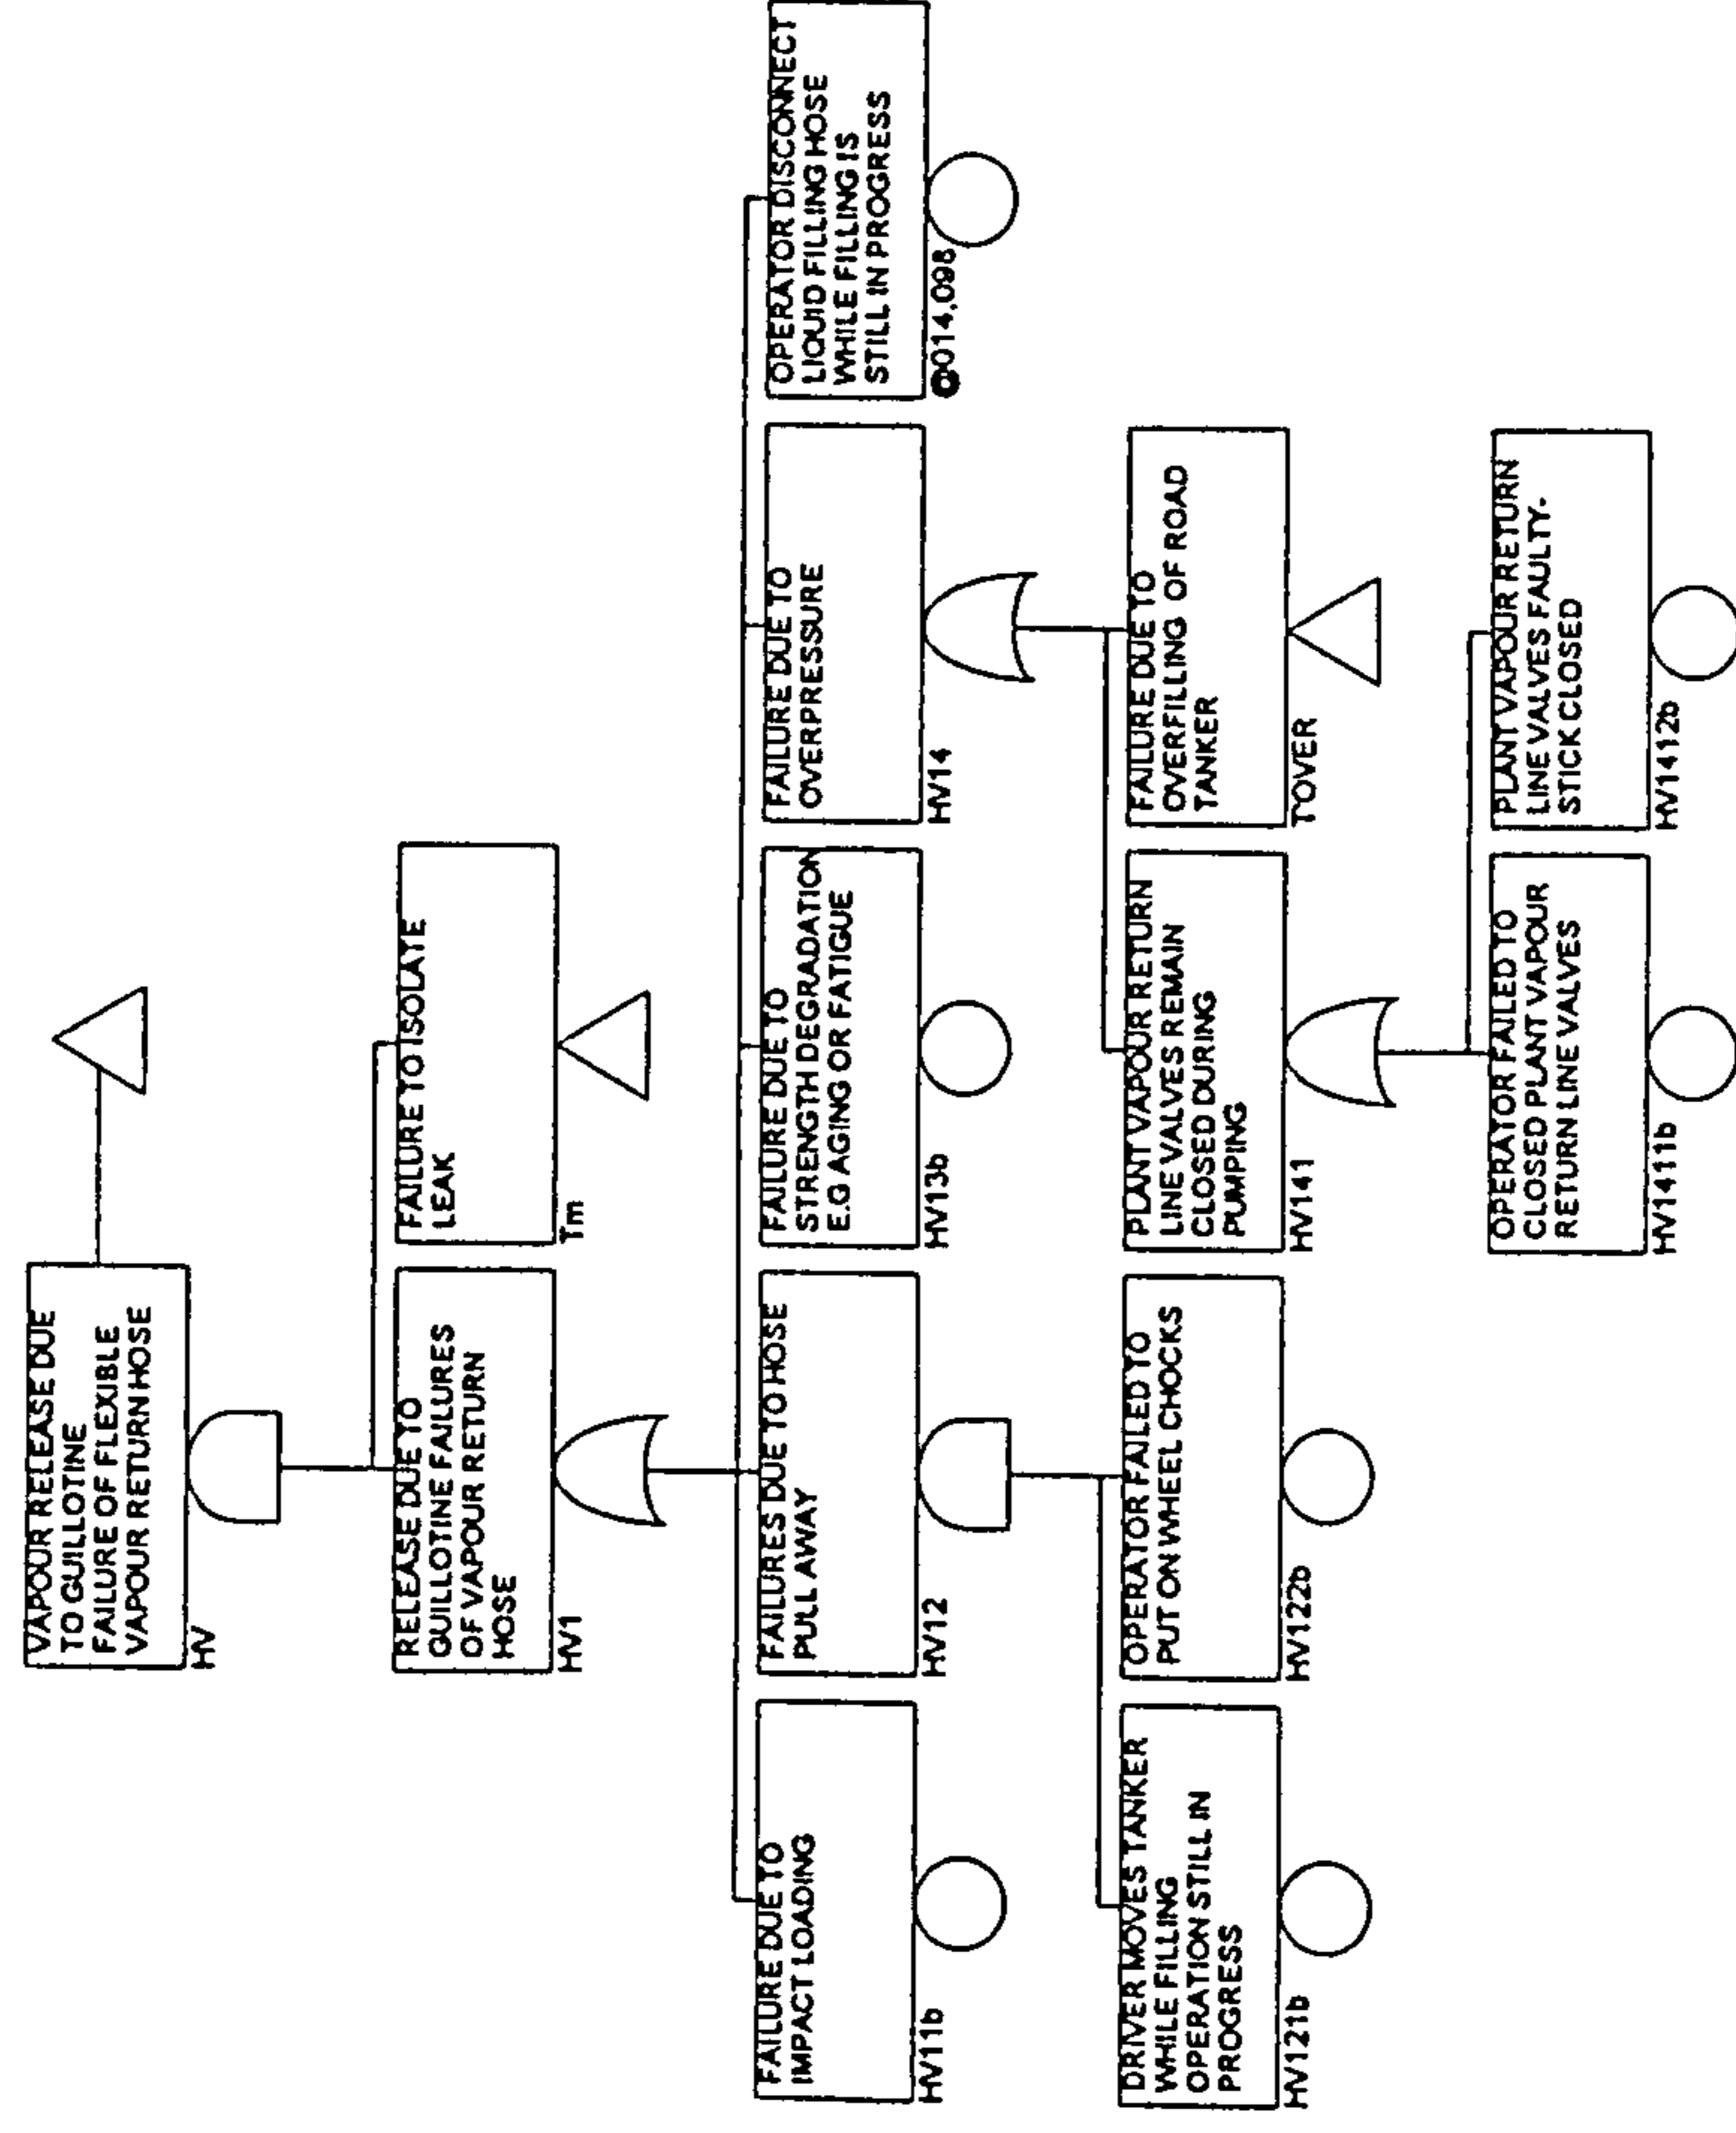 VAPOUR RELEASE DUE
TO GUILLOTINE
FAILURE OF FLEXIBLE
VAPOUR RETURN HOSE
HV
RELEASE DUE TO
GUILLOTINE FAILURES
OF VAPOUR RETURN
HOSE
HV1
FAILURE TO ISOLATE
LEAK
Tm
FAILURE DUE TO
IMPACT LOADING
HV11b
FAILURES DUE TO HOSE
PULL AWAY
HV12
FAILURE DUE TO
STRENGTH DEGRADATION
E.G AGING OR FATIGUE
HV13b
FAILURE DUE TO
OVERPRESSURE
HV14
OPERATOR DISCONNECT
LIQUID FILLING HOSE
WHILE FILLING IS
STILL IN PROGRESS
014,098
DRIVER MOVES TANKER
WHILE FILLING
OPERATION STILL IN
PROGRESS
HV121b
OPERATOR FAILED TO
PUT ON WHEEL CHOCKS
HV122b
PLANT VAPOUR RETURN
LINE VALVES REMAIN
CLOSED DURING
PUMPING
HV141
FAILURE DUE TO
OVERFILLING OF ROAD
TANKER
TOVER
OPERATOR FAILED TO
CLOSED PLANT VAPOUR
RETURN LINE VALVES
HV1411b
PLANT VAPOUR RETURN
LINE VALVES FAULTY.
STICK CLOSED
HV1412b